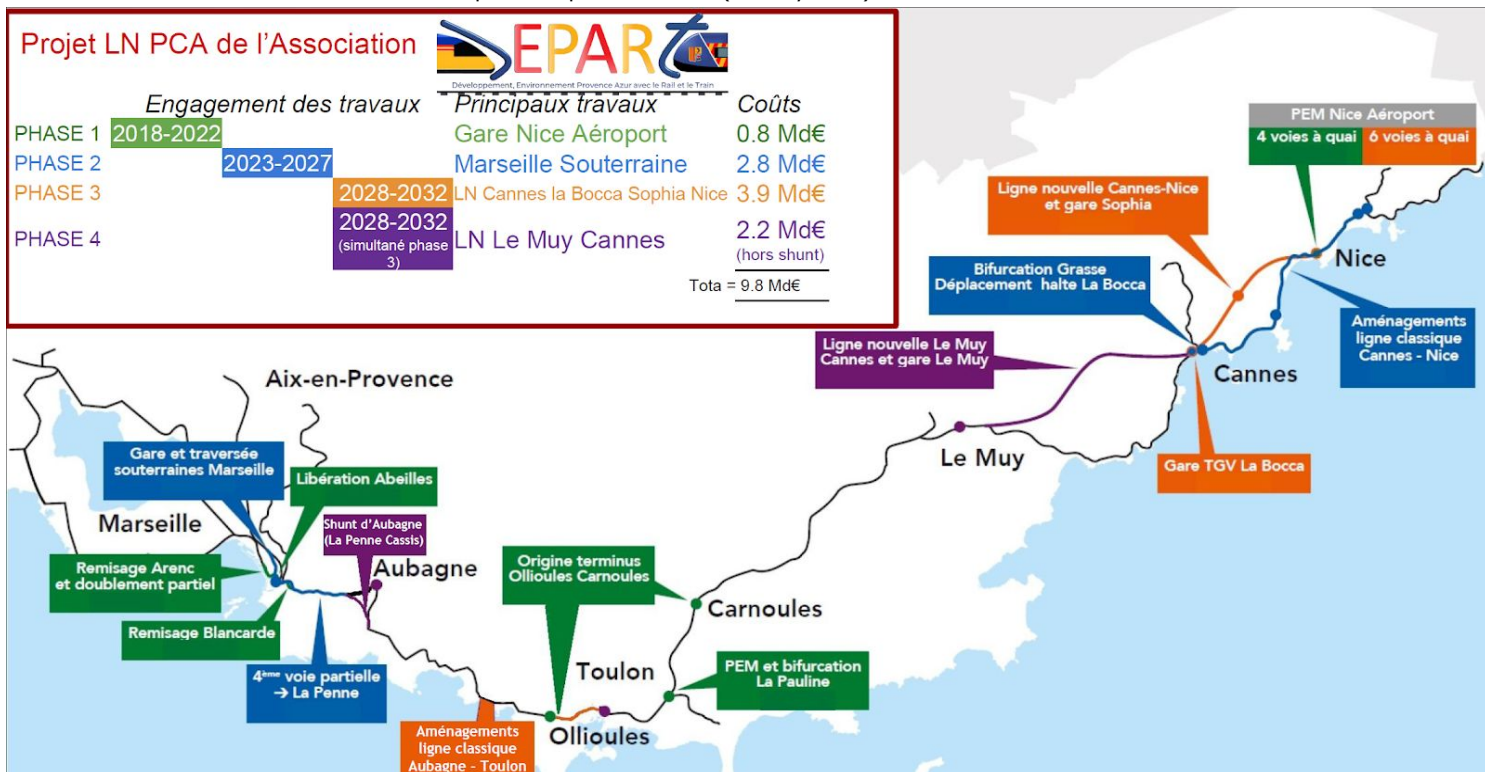 Projet LN PCA de l'Association
DEPART
Développement, Environnement Provence Azur avec le Rail et le Train
Engagement des travaux Principaux travaux Coûts
PHASE 1 2018-2022 Gare Nice Aéroport 0.8 Md€
PHASE 2 2023-2027 Marseille Souterraine 2.8 Md€
PHASE 3 2028-2032 LN Cannes la Bocca Sophia Nice 3.9 Md€
PHASE 4 2028-2032 LN Le Muy Cannes 2.2 Md€
(simultané phase
3)
(hors shunt)
Tota = 9.8 Md€
PEM Nice Aéroport
4 voies à quai 6 voies à quai
Ligne nouvelle Cannes-Nice
et gare Sophia
Nice
Bifurcation Grasse
Déplacement halte La Bocca
Aménagements
ligne classique
Cannes - Nice
Ligne nouvelle Le Muy
Cannes et gare Le Muy
Cannes
Aix-en-Provence
Gare et traversée
souterraines Marseille
Le Muy
Gare TGV La Bocca
Libération Abeilles
Marseille
Shunt d'Aubagne
(La Penne Cassis)
Aubagne
Remisage Arenc
et doublement partiel
Origine terminus
Ollioules Carnoules
Carnoules
Remisage Blancarde
4ème voie partielle
→ La Penne
Toulon
PEM et bifurcation
La Pauline
Ollioules
Aménagements
ligne classique
Aubagne - Toulon